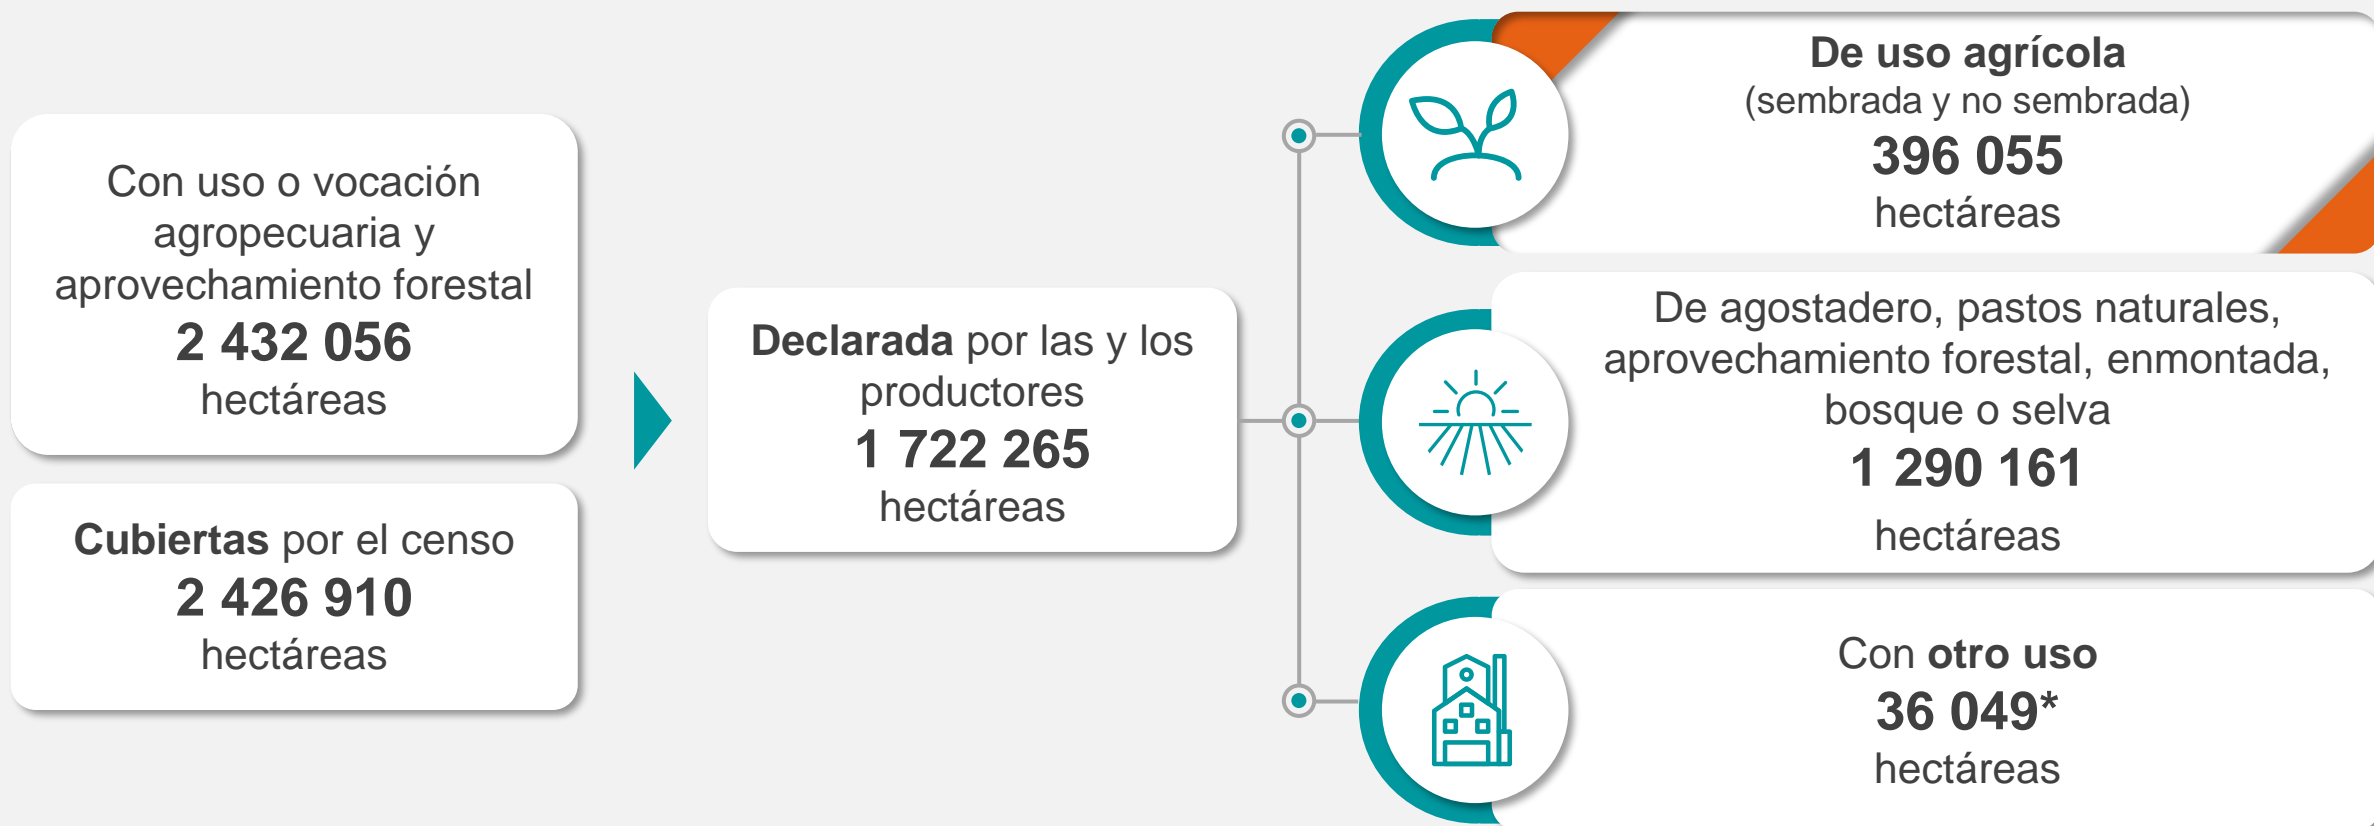 Con uso o vocación
agropecuaria y
aprovechamiento forestal
2 432 056
hectáreas
Cubiertas por el censo
2 426 910
hectáreas
Declarada por las y los
productores
1 722 265
hectáreas
De uso agrícola
(sembrada y no sembrada)
396 055
hectáreas
De agostadero, pastos naturales,
aprovechamiento forestal, enmontada,
bosque o selva
1 290 161
hectáreas
Con otro uso
36 049*
hectáreas